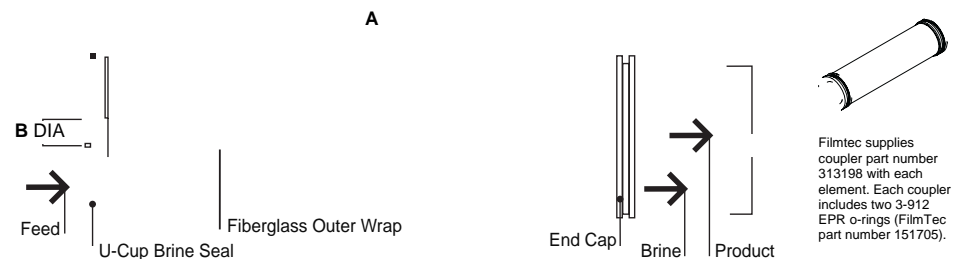 A
B DIA
Feed
U-Cup Brine Seal
Fiberglass Outer Wrap
End Cap
Brine
Product
Filmtec supplies
coupler part number
313198 with each
element. Each coupler
includes two 3-912
EPR o-rings (FilmTec
part number 151705).